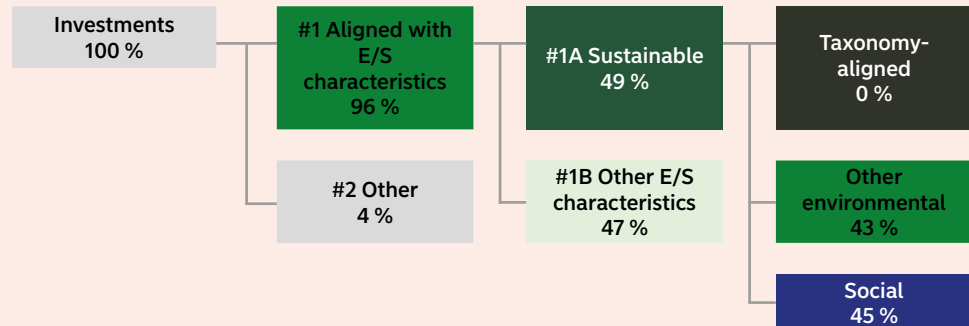 Investments
100 %
#1 Aligned with
E/S
characteristics
96 %
#1A Sustainable
49 %
Taxonomy-
aligned
0 %
#2 Other
4 %
#1B Other E/S
characteristics
47 %
Other
environmental
43 %
Social
45 %